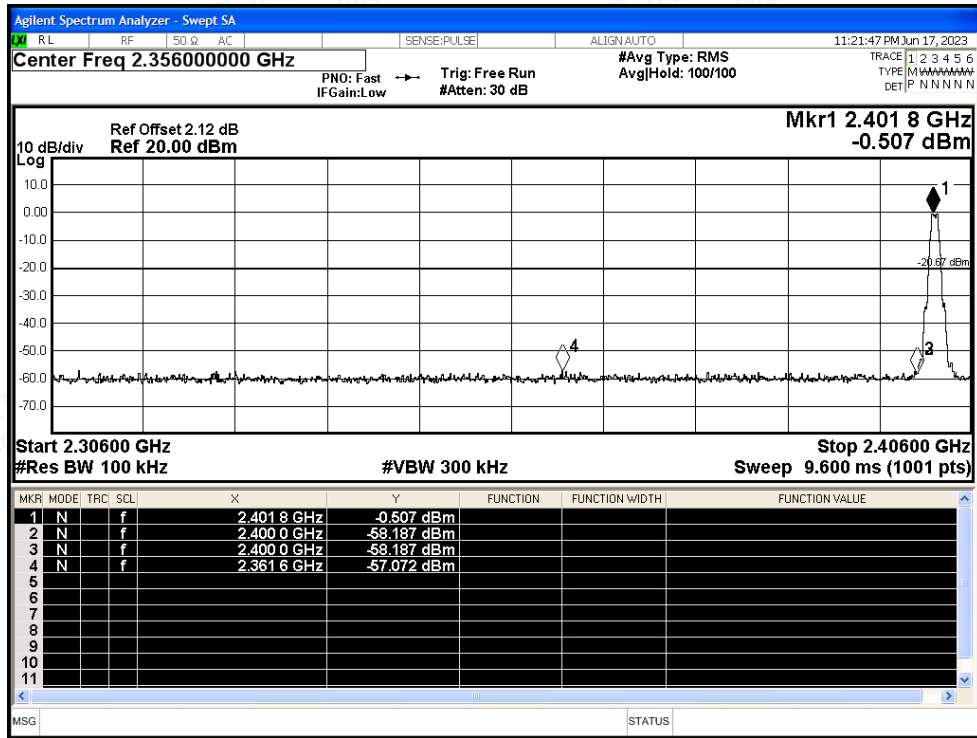 Agilent Spectrum Analyzer - Swept SA
LXI RL RF 50 Ω AC SENSE:PULSE ALIGN AUTO 11:21:47 PM Jun 17, 2023
Center Freq 2.356000000 GHz
PNO: Fast
IFGain:Low
Trig: Free Run
#Atten: 30 dB
#Avg Type: RMS
Avg|Hold: 100/100
TRACE 1 2 3 4 5 6
TYPE M
DET P N N N N N
Mkr1 2.401 8 GHz
-0.507 dBm
Ref Offset 2.12 dB
10 dB/div Ref 20.00 dBm
Log
10.0
0.00
-10.0
-20.0
-30.0
-40.0
-50.0
-60.0
-70.0
1
-20.67 dBm
4
3
Start 2.30600 GHz Stop 2.40600 GHz
#Res BW 100 kHz #VBW 300 kHz Sweep 9.600 ms (1001 pts)
MKR MODE TRC SCL X Y FUNCTION FUNCTION WIDTH FUNCTION VALUE
1 N f 2.401 8 GHz -0.507 dBm
2 N f 2.400 0 GHz -58.187 dBm
3 N f 2.400 0 GHz -58.187 dBm
4 N f 2.361 6 GHz -57.072 dBm
5
6
7
8
9
10
11
MSG STATUS